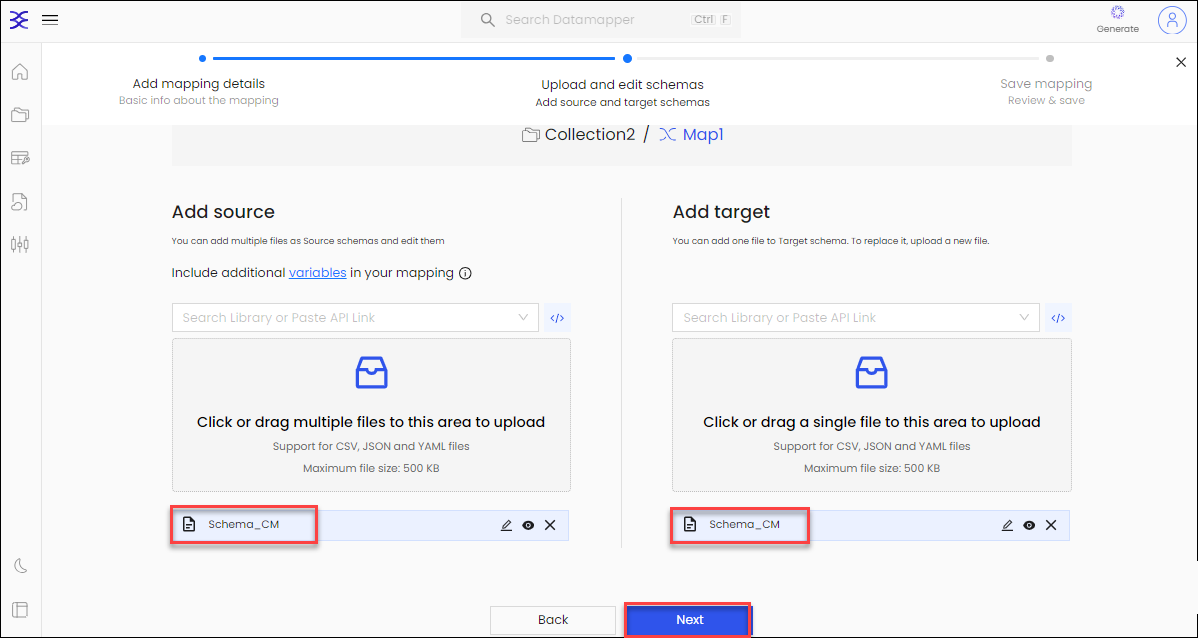 Search Datamapper
Ctrl F
Generate
Add mapping details
Basic info about the mapping
Upload and edit schemas
Add source and target schemas
Save mapping
Review & save
Collection2 / Map1
Add source
You can add multiple files as Source schemas and edit them
Include additional variables in your mapping
Search Library or Paste API Link
</>
Click or drag multiple files to this area to upload
Support for CSV, JSON and YAML files
Maximum file size: 500 KB
Schema_CM
Add target
You can add one file to Target schema. To replace it, upload a new file.
Search Library or Paste API Link
</>
Click or drag a single file to this area to upload
Support for CSV, JSON and YAML files
Maximum file size: 500 KB
Schema_CM
Back
Next